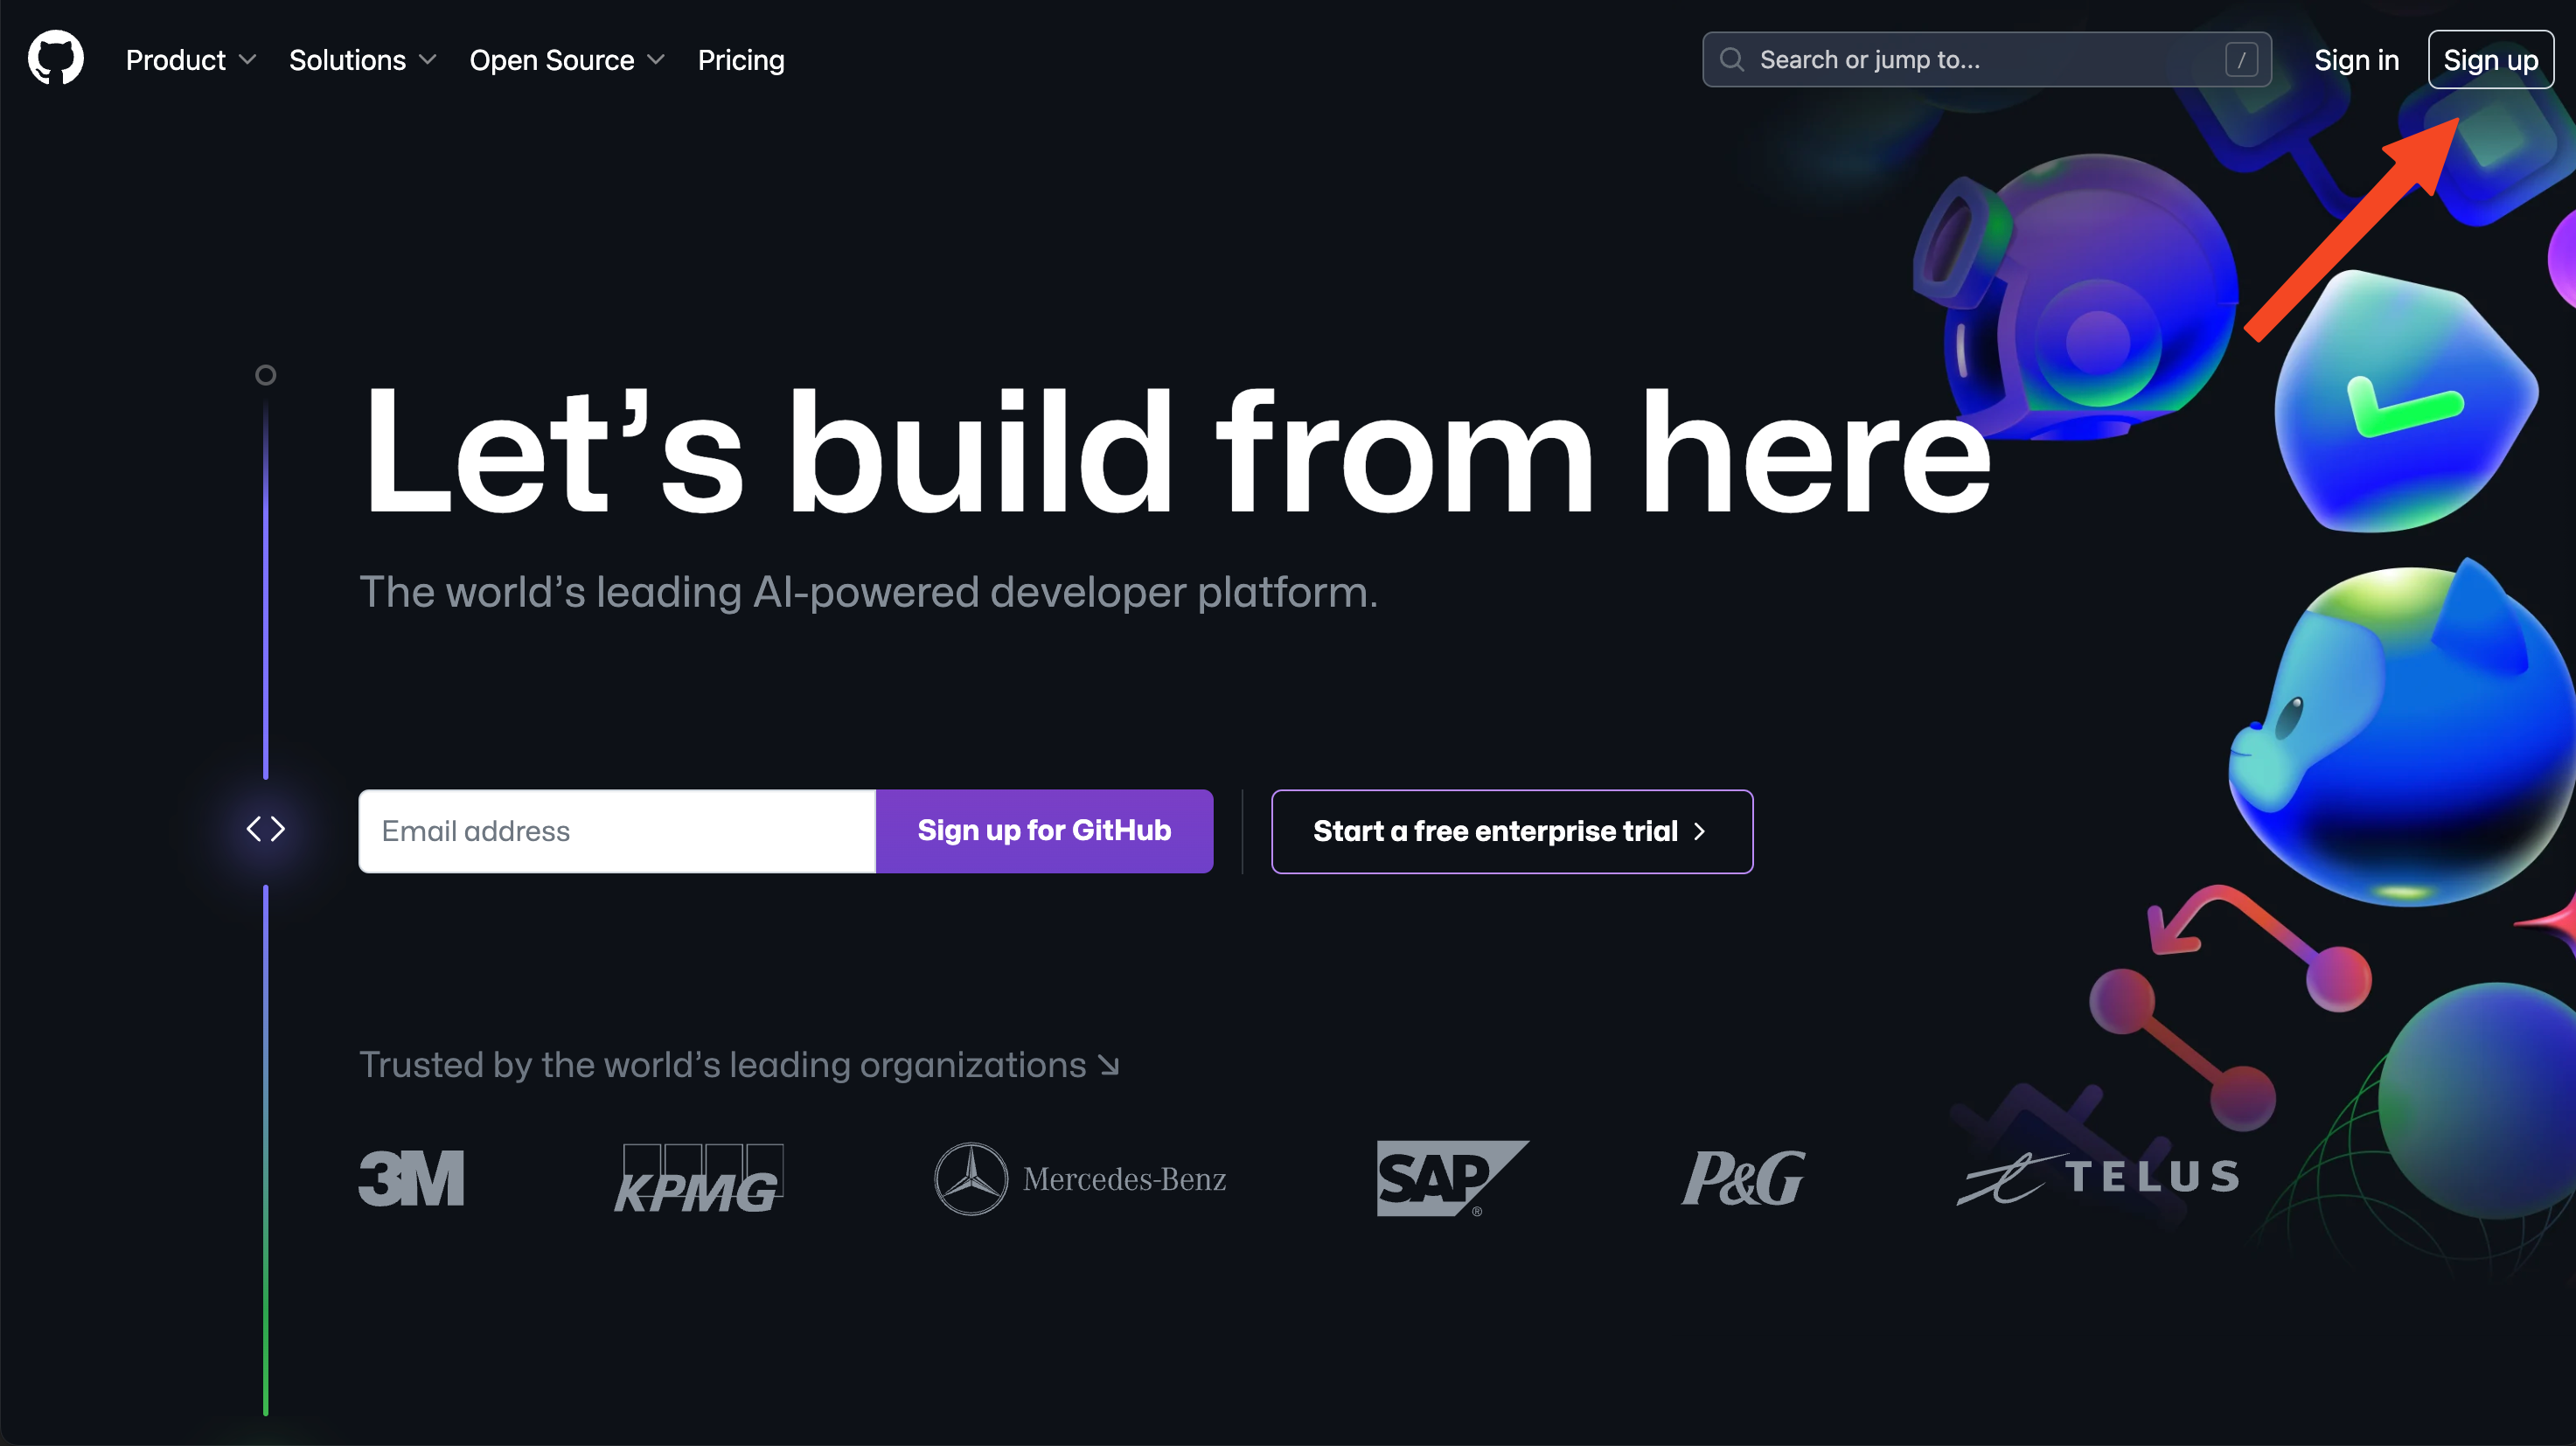 Product Solutions Open Source Pricing Search or jump to... / Sign in Sign up
Let’s build from here
The world’s leading AI-powered developer platform.
Email address Sign up for GitHub Start a free enterprise trial
Trusted by the world’s leading organizations
3M KPMG Mercedes-Benz SAP ® P&G TELUS